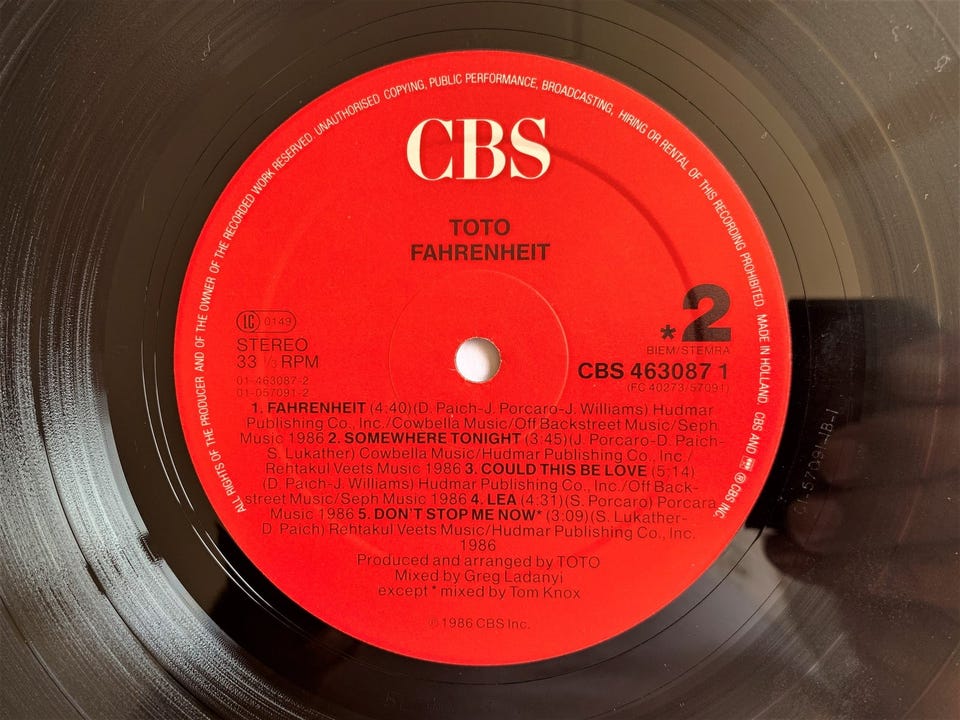 ALL RIGHTS OF THE PRODUCER AND OF THE OWNER OF THE RECORDED WORK RESERVED. UNAUTHORISED COPYING, PUBLIC PERFORMANCE, BROADCASTING, HIRING OR RENTAL OF THIS RECORDING PROHIBITED. MADE IN HOLLAND. CBS AND ℗ CBS INC.
CBS
TOTO
FAHRENHEIT
*2
LC 0149
STEREO
33 1/3 RPM
01-463087-2
01-057091-2
BIEM/STEMRA
CBS 463087 1
(FC 40273/57091)
1. FAHRENHEIT (4:40)(D. Paich-J. Porcaro-J. Williams) Hudmar
Publishing Co., Inc./Cowbella Music/Off Backstreet Music/Seph
Music 1986 2. SOMEWHERE TONIGHT (3:45)(J. Porcaro-D. Paich-
S. Lukather) Cowbella Music/Hudmar Publishing Co., Inc./
Rehtakul Veets Music 1986 3. COULD THIS BE LOVE (5:14)
(D. Paich-J. Williams) Hudmar Publishing Co., Inc./Off Back-
street Music/Seph Music 1986 4. LEA (4:31)(S. Porcaro) Porcara
Music 1986 5. DON'T STOP ME NOW* (3:09)(S. Lukather-
D. Paich) Rehtakul Veets Music/Hudmar Publishing Co., Inc.
1986
Produced and arranged by TOTO
Mixed by Greg Ladanyi
except * mixed by Tom Knox
©1986 CBS Inc.